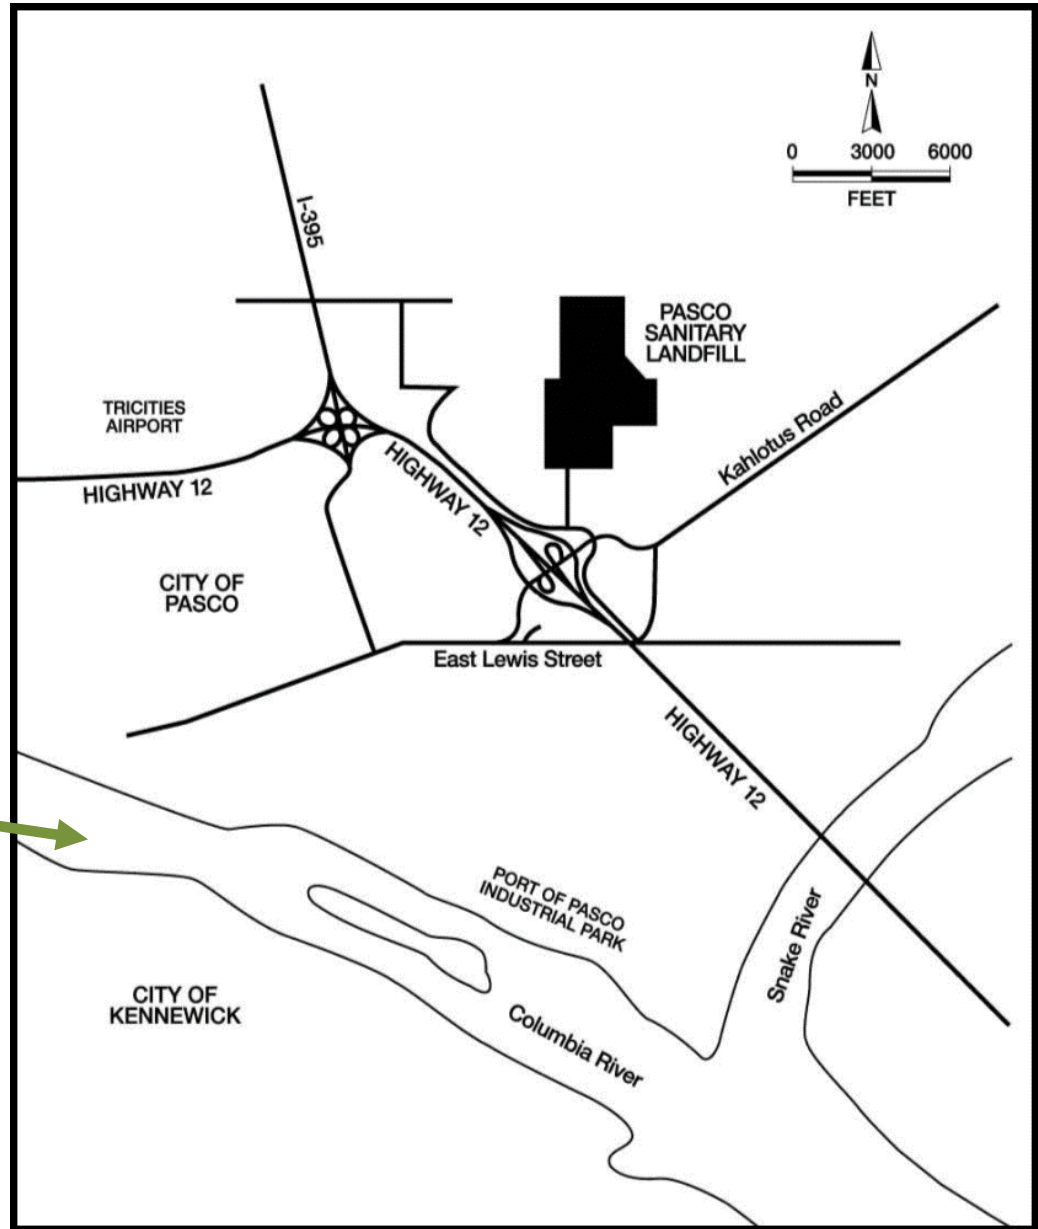 N
0 3000 6000
FEET
I-395
PASCO
SANITARY
LANDFILL
TRICITIES
AIRPORT
Kahlotus Road
HIGHWAY 12
HIGHWAY 12
CITY OF
PASCO
East Lewis Street
HIGHWAY 12
PORT OF PASCO
INDUSTRIAL PARK
Snake River
CITY OF
KENNEWICK
Columbia River